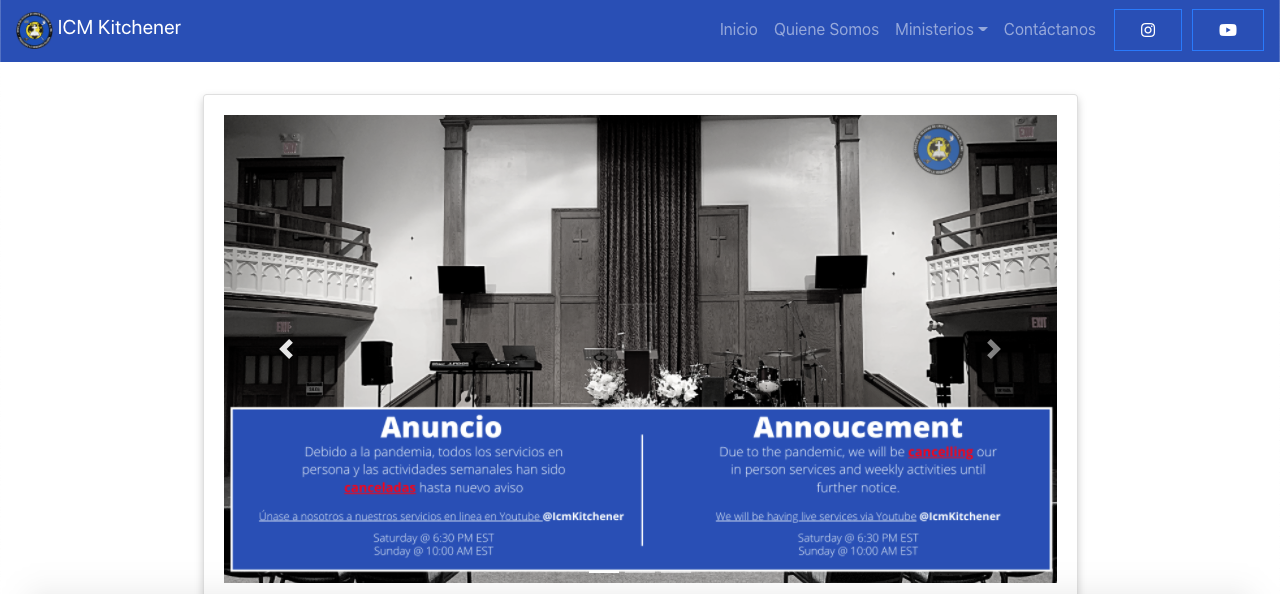 ICM Kitchener
Inicio Quiene Somos Ministerios Contáctanos
EXIT EXIT
EXIT EXIT
Anuncio
Debido a la pandemia, todos los servicios en
persona y las actividades semanales han sido
canceladas hasta nuevo aviso
Únase a nosotros a nuestros servicios en linea en Youtube @IcmKitchener
Saturday @ 6:30 PM EST
Sunday @ 10:00 AM EST
Annoucement
Due to the pandemic, we will be cancelling our
in person services and weekly activities until
further notice.
We will be having live services via Youtube @IcmKitchener
Saturday @ 6:30 PM EST
Sunday @ 10:00 AM EST